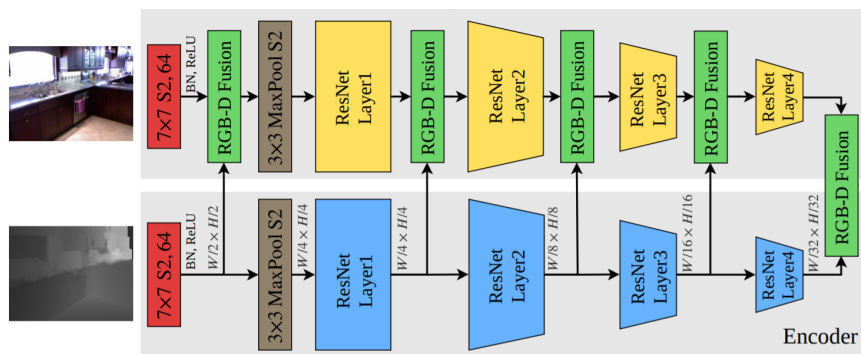 7×7 S2, 64
BN, ReLU
RGB-D Fusion
3×3 MaxPool S2
ResNet
Layer1
RGB-D Fusion
ResNet
Layer2
RGB-D Fusion
ResNet
Layer3
RGB-D Fusion
ResNet
Layer4
RGB-D Fusion
7×7 S2, 64
BN, ReLU
W/2 × H/2
3×3 MaxPool S2
W/4 × H/4
ResNet
Layer1
W/4 × H/4
ResNet
Layer2
W/8 × H/8
ResNet
Layer3
W/16 × H/16
ResNet
Layer4
W/32 × H/32
Encoder